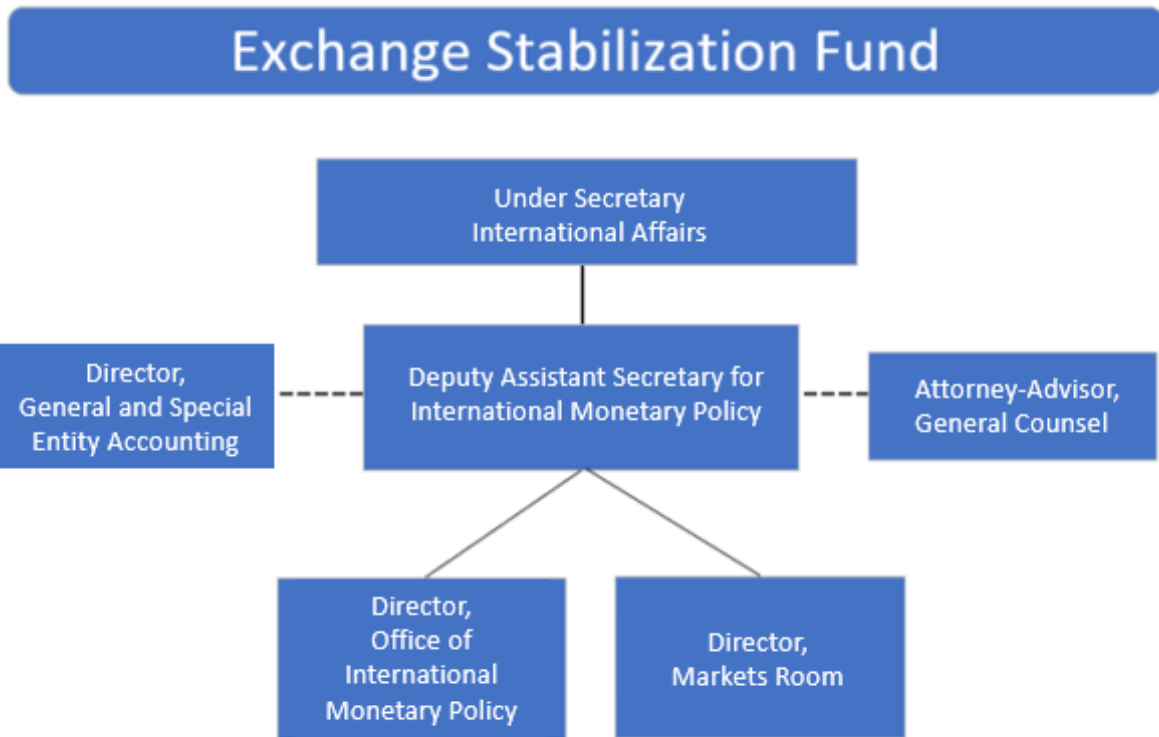 Exchange Stabilization Fund
Under Secretary
International Affairs
Director,
General and Special
Entity Accounting
Deputy Assistant Secretary for
International Monetary Policy
Attorney-Advisor,
General Counsel
Director,
Office of
International
Monetary Policy
Director,
Markets Room